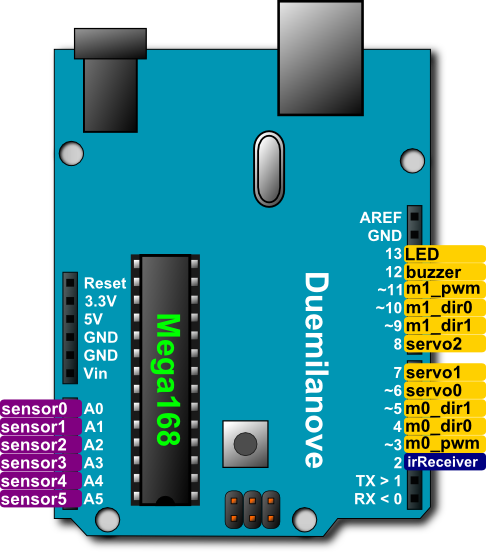 AREF
GND
13 LED
12 buzzer
~11 m1_pwm
~10 m1_dir0
~9 m1_dir1
8 servo2
7 servo1
~6 servo0
~5 m0_dir1
4 m0_dir0
~3 m0_pwm
2 irReceiver
TX > 1
RX < 0
Reset
3.3V
5V
GND
GND
Vin
sensor0 A0
sensor1 A1
sensor2 A2
sensor3 A3
sensor4 A4
sensor5 A5
Mega168
Duemilanove